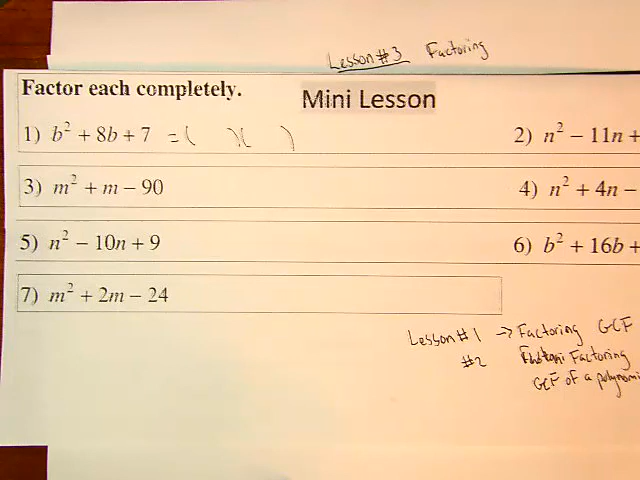 Lesson #3 Factoring
Factor each completely.
Mini Lesson
1) b² + 8b + 7 = ( )( )
2) n² − 11n +
3) m² + m − 90
4) n² + 4n −
5) n² − 10n + 9
6) b² + 16b +
7) m² + 2m − 24
Lesson #1 → Factoring GCF
#2 Factoring
GCF of a polynomi